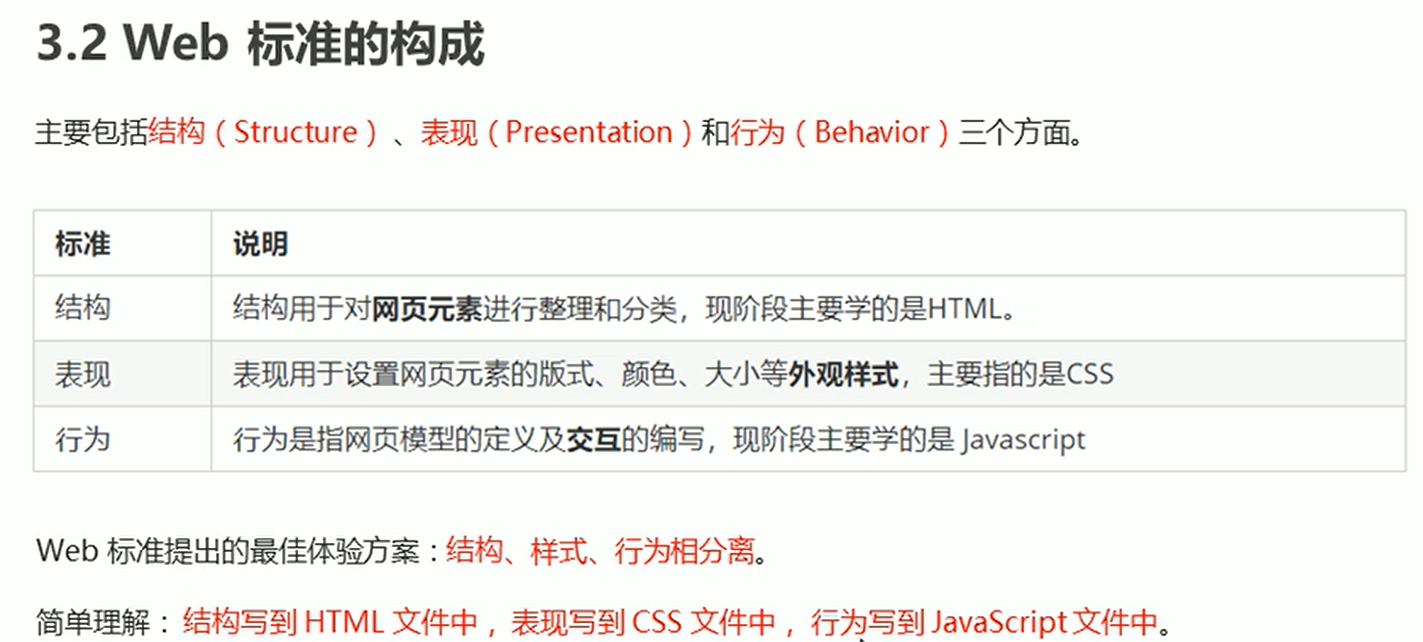 3.2 Web 标准的构成
主要包括结构（Structure）、表现（Presentation）和行为（Behavior）三个方面。
标准 说明
结构 结构用于对网页元素进行整理和分类，现阶段主要学的是HTML。
表现 表现用于设置网页元素的版式、颜色、大小等外观样式，主要指的是CSS
行为 行为是指网页模型的定义及交互的编写，现阶段主要学的是 Javascript
Web 标准提出的最佳体验方案：结构、样式、行为相分离。
简单理解：结构写到 HTML 文件中，表现写到 CSS 文件中，行为写到 JavaScript 文件中。